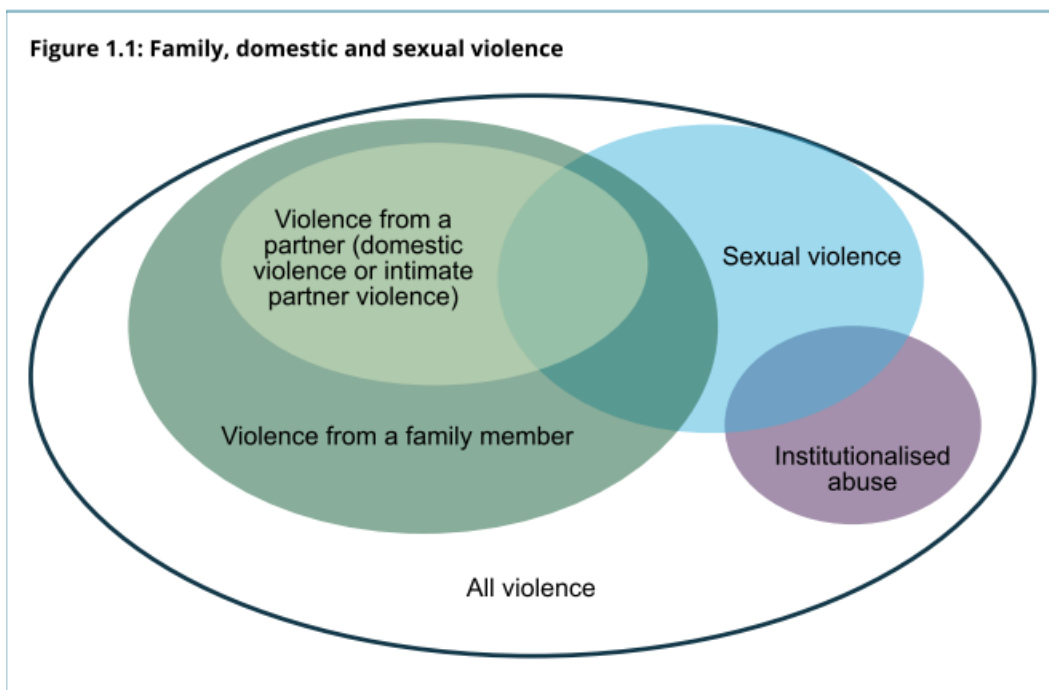 Figure 1.1: Family, domestic and sexual violence
Violence from a
partner (domestic
violence or intimate
partner violence)
Sexual violence
Violence from a family member
Institutionalised
abuse
All violence